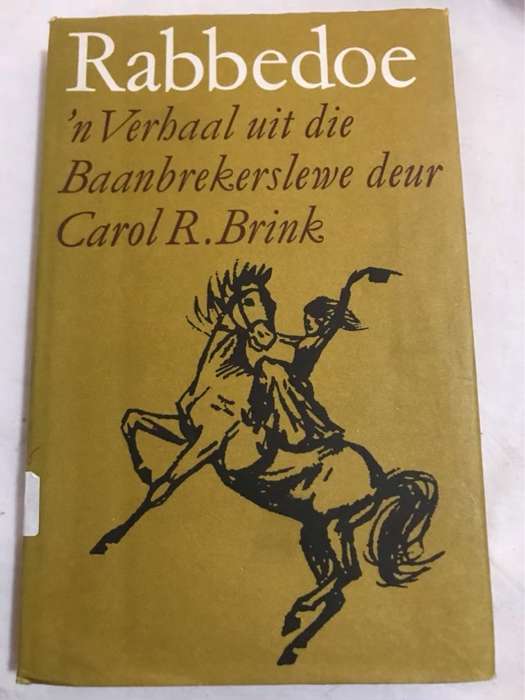 Rabbedoe
'n Verhaal uit die
Baanbrekerslewe deur
Carol R. Brink